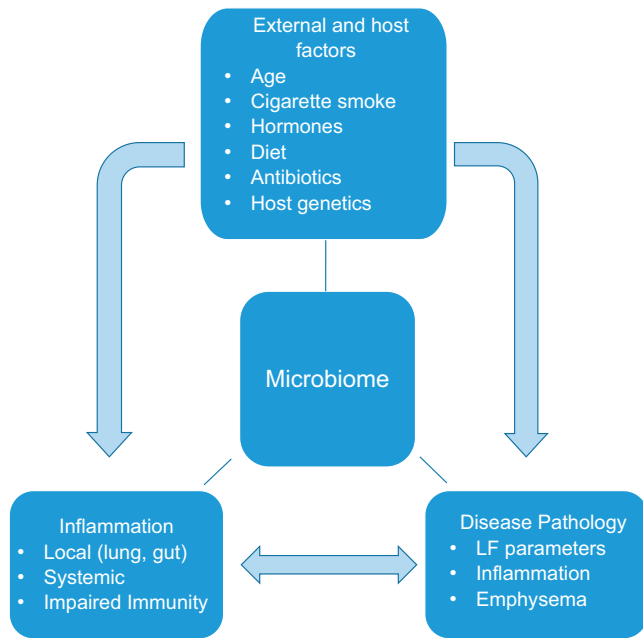 External and host
factors
• Age
• Cigarette smoke
• Hormones
• Diet
• Antibiotics
• Host genetics
Microbiome
Inflammation
• Local (lung, gut)
• Systemic
• Impaired Immunity
Disease Pathology
• LF parameters
• Inflammation
• Emphysema